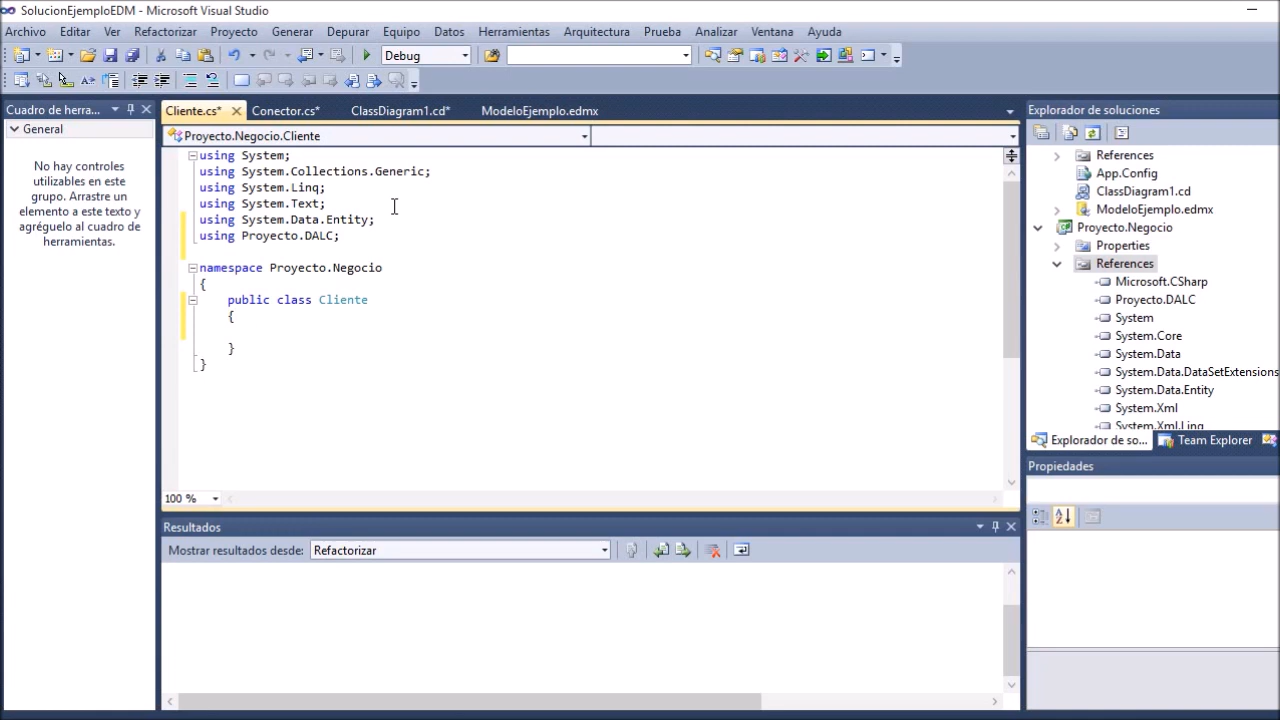 SolucionEjemploEDM - Microsoft Visual Studio
Archivo Editar Ver Refactorizar Proyecto Generar Depurar Equipo Datos Herramientas Arquitectura Prueba Analizar Ventana Ayuda
Debug
Cuadro de herra...
General
No hay controles
utilizables en este
grupo. Arrastre un
elemento a este texto y
agréguelo al cuadro de
herramientas.
Cliente.cs* Conector.cs* ClassDiagram1.cd* ModeloEjemplo.edmx
Proyecto.Negocio.Cliente
using System;
using System.Collections.Generic;
using System.Linq;
using System.Text;
using System.Data.Entity;
using Proyecto.DALC;
namespace Proyecto.Negocio
{
public class Cliente
{
}
}
100 %
Resultados
Mostrar resultados desde: Refactorizar
Explorador de soluciones
References
App.Config
ClassDiagram1.cd
ModeloEjemplo.edmx
Proyecto.Negocio
Properties
References
Microsoft.CSharp
Proyecto.DALC
System
System.Core
System.Data
System.Data.DataSetExtensions
System.Data.Entity
System.Xml
System.Xml.Linq
Explorador de so... Team Explorer
Propiedades